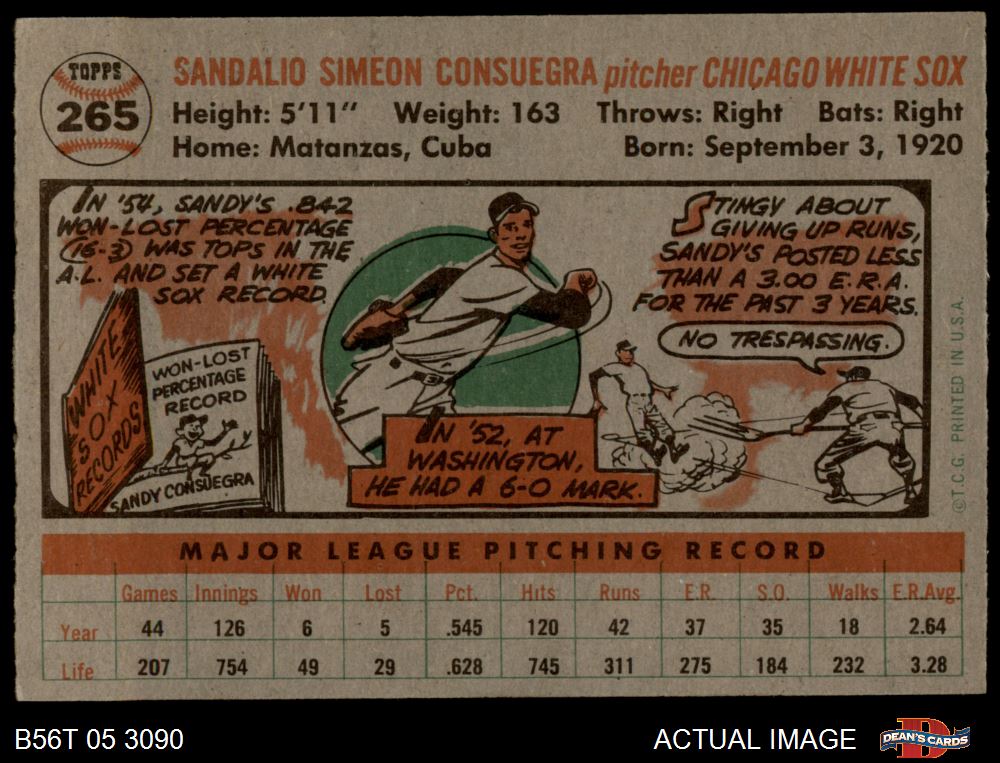 TOPPS
265
SANDALIO SIMEON CONSUEGRA pitcher CHICAGO WHITE SOX
Height: 5'11" Weight: 163 Throws: Right Bats: Right
Home: Matanzas, Cuba Born: September 3, 1920
IN '54, SANDY'S .842
WON-LOST PERCENTAGE
(16-3) WAS TOPS IN THE
A.L. AND SET A WHITE
SOX RECORD.
WHITE
SOX
RECORDS
WON-LOST
PERCENTAGE
RECORD
SANDY CONSUEGRA
IN '52, AT
WASHINGTON,
HE HAD A 6-0 MARK.
STINGY ABOUT
GIVING UP RUNS,
SANDY'S POSTED LESS
THAN A 3.00 E.R.A.
FOR THE PAST 3 YEARS.
NO TRESPASSING.
©T.C.G. PRINTED IN U.S.A.
MAJOR LEAGUE PITCHING RECORD
Games Innings Won Lost Pct. Hits Runs E.R. S.O. Walks E.R.Avg.
Year 44 126 6 5 .545 120 42 37 35 18 2.64
Life 207 754 49 29 .628 745 311 275 184 232 3.28
B56T 05 3090 ACTUAL IMAGE DEAN'S CARDS